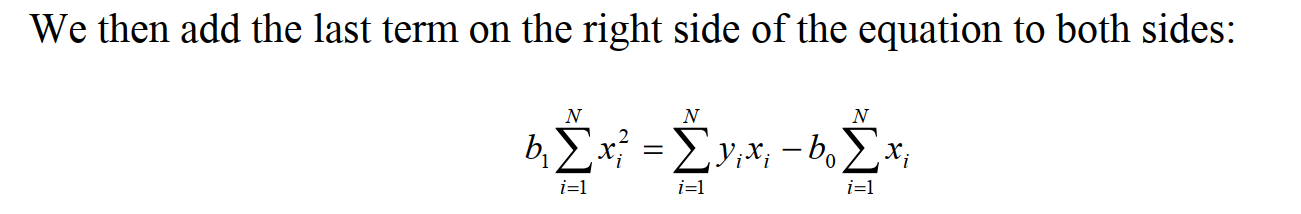 We then add the last term on the right side of the equation to both sides:
b₁ ∑_{i=1}^{N} x_i² = ∑_{i=1}^{N} y_i x_i − b₀ ∑_{i=1}^{N} x_i